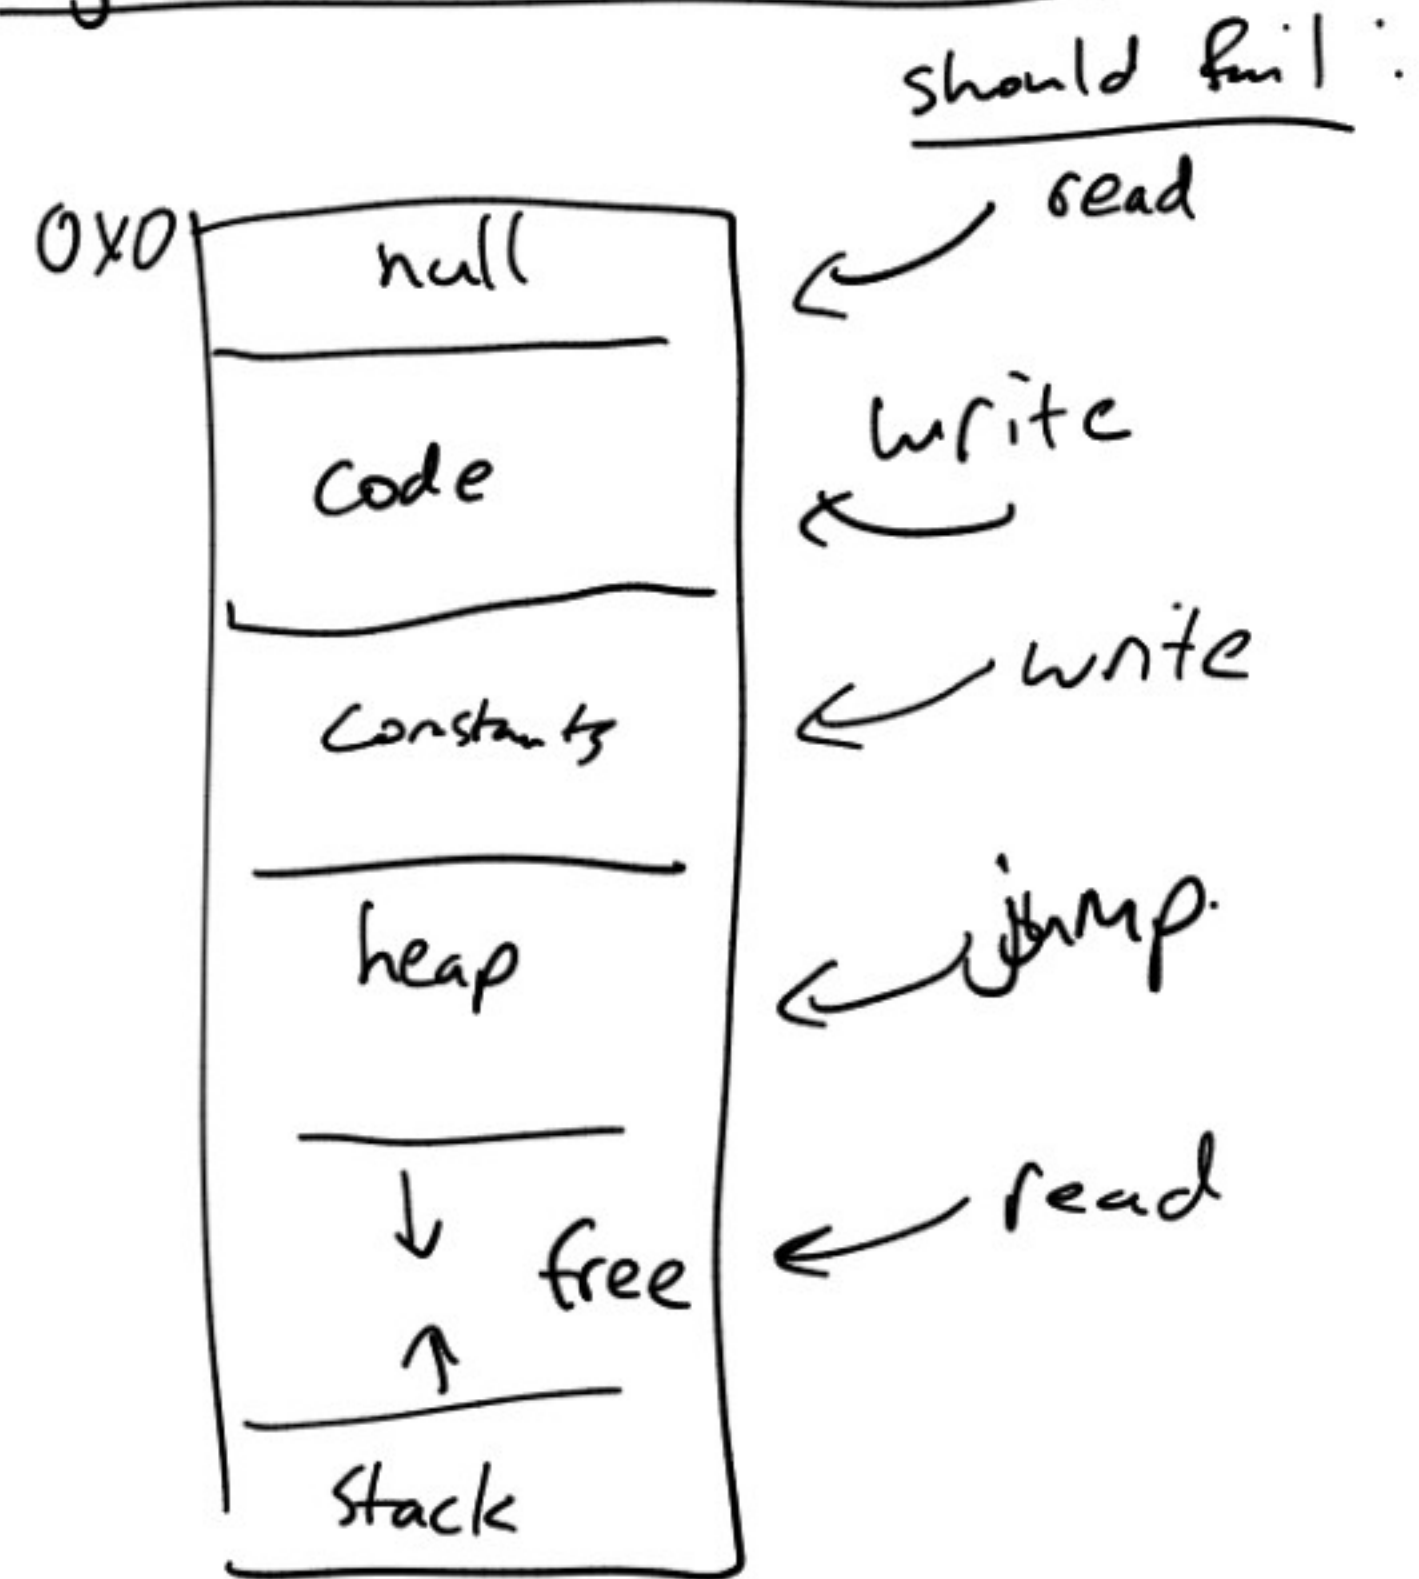 should fail:
read
0x0 null
write
code
write
constants
jump.
heap
read
free
stack